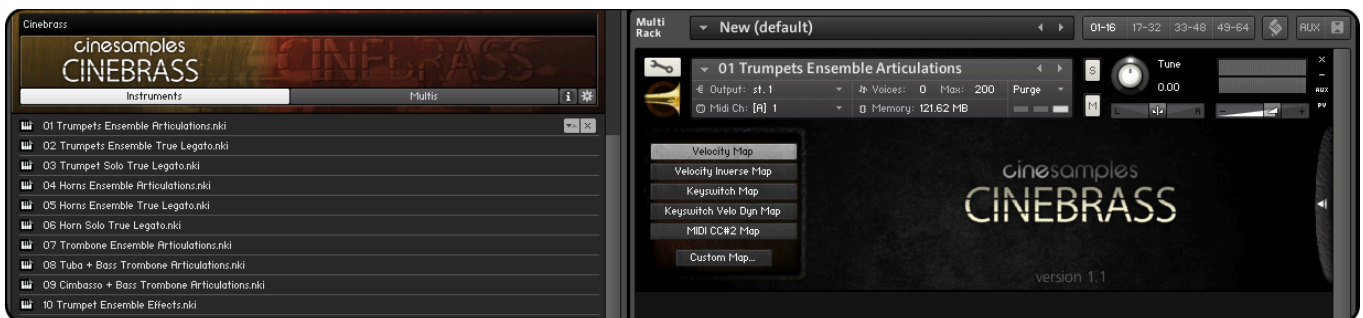 Cinebrass
cinesamples
CINEBRASS
CINEBRASS
Instruments
Multis
i
01 Trumpets Ensemble Articulations.nki
02 Trumpets Ensemble True Legato.nki
03 Trumpet Solo True Legato.nki
04 Horns Ensemble Articulations.nki
05 Horns Ensemble True Legato.nki
06 Horn Solo True Legato.nki
07 Trombone Ensemble Articulations.nki
08 Tuba + Bass Trombone Articulations.nki
09 Cimbasso + Bass Trombone Articulations.nki
10 Trumpet Ensemble Effects.nki
Multi
Rack
New (default)
01-16 17-32 33-48 49-64
AUX
01 Trumpets Ensemble Articulations
Output: st.1
Voices: 0 Max: 200
Purge
Midi Ch: [A] 1
Memory: 121.62 MB
S
M
Tune
0.00
L
R
- +
×
–
AUX
PV
Velocity Map
Velocity Inverse Map
Keyswitch Map
Keyswitch Velo Dyn Map
MIDI CC#2 Map
Custom Map...
cinesamples
CINEBRASS
version 1.1